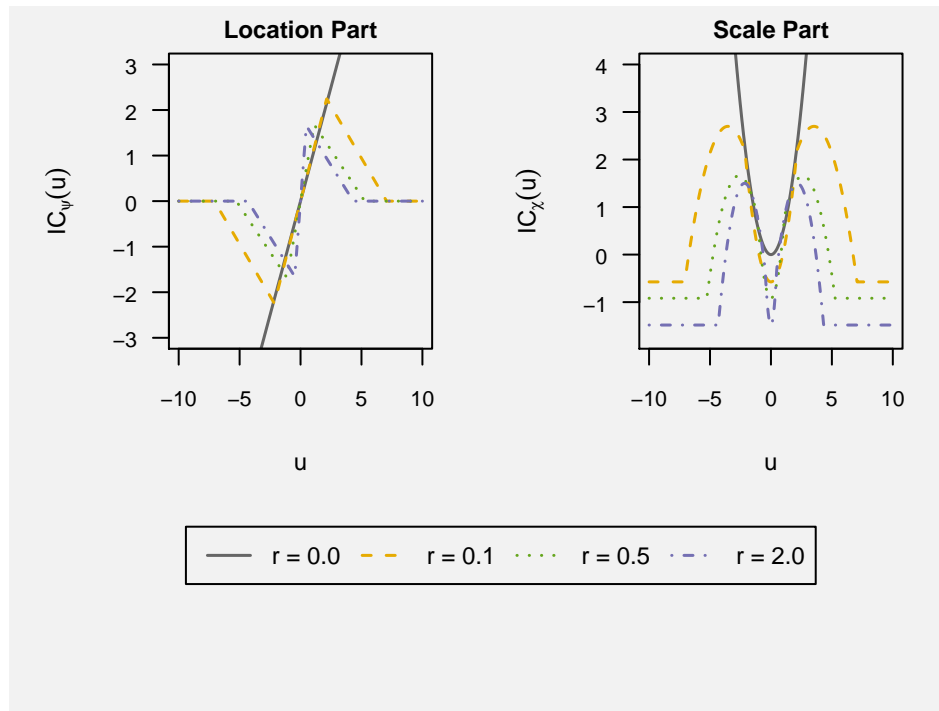 Location Part
3
2
1
0
−1
−2
−3
−10 −5 0 5 10
IC_ψ(u)
u
Scale Part
4
3
2
1
0
−1
−10 −5 0 5 10
IC_χ(u)
u
r = 0.0 r = 0.1 r = 0.5 r = 2.0